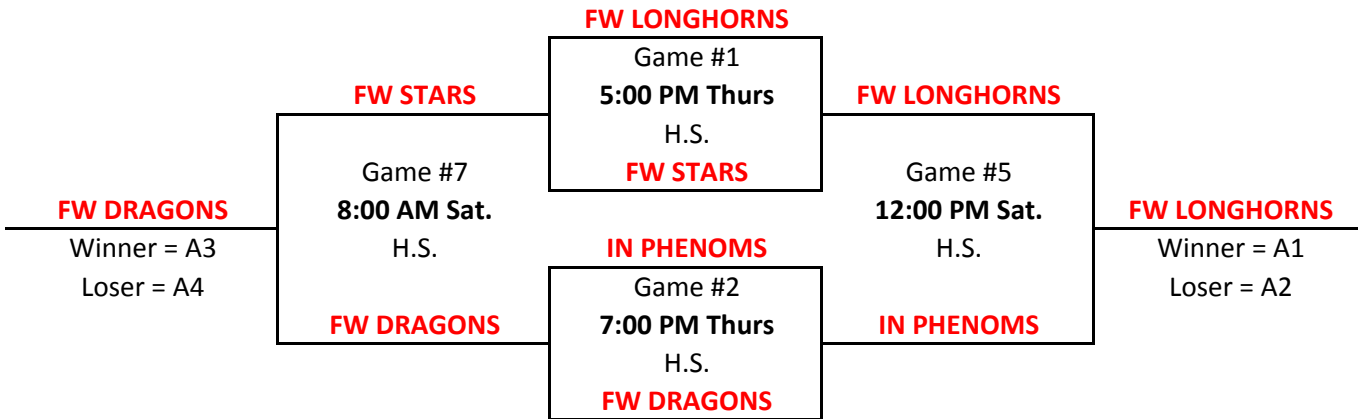 FW LONGHORNS
Game #1
FW STARS 5:00 PM Thurs FW LONGHORNS
H.S.
Game #7 FW STARS Game #5
FW DRAGONS 8:00 AM Sat. 12:00 PM Sat. FW LONGHORNS
Winner = A3 H.S. IN PHENOMS H.S. Winner = A1
Loser = A4 Game #2 Loser = A2
FW DRAGONS 7:00 PM Thurs IN PHENOMS
H.S.
FW DRAGONS